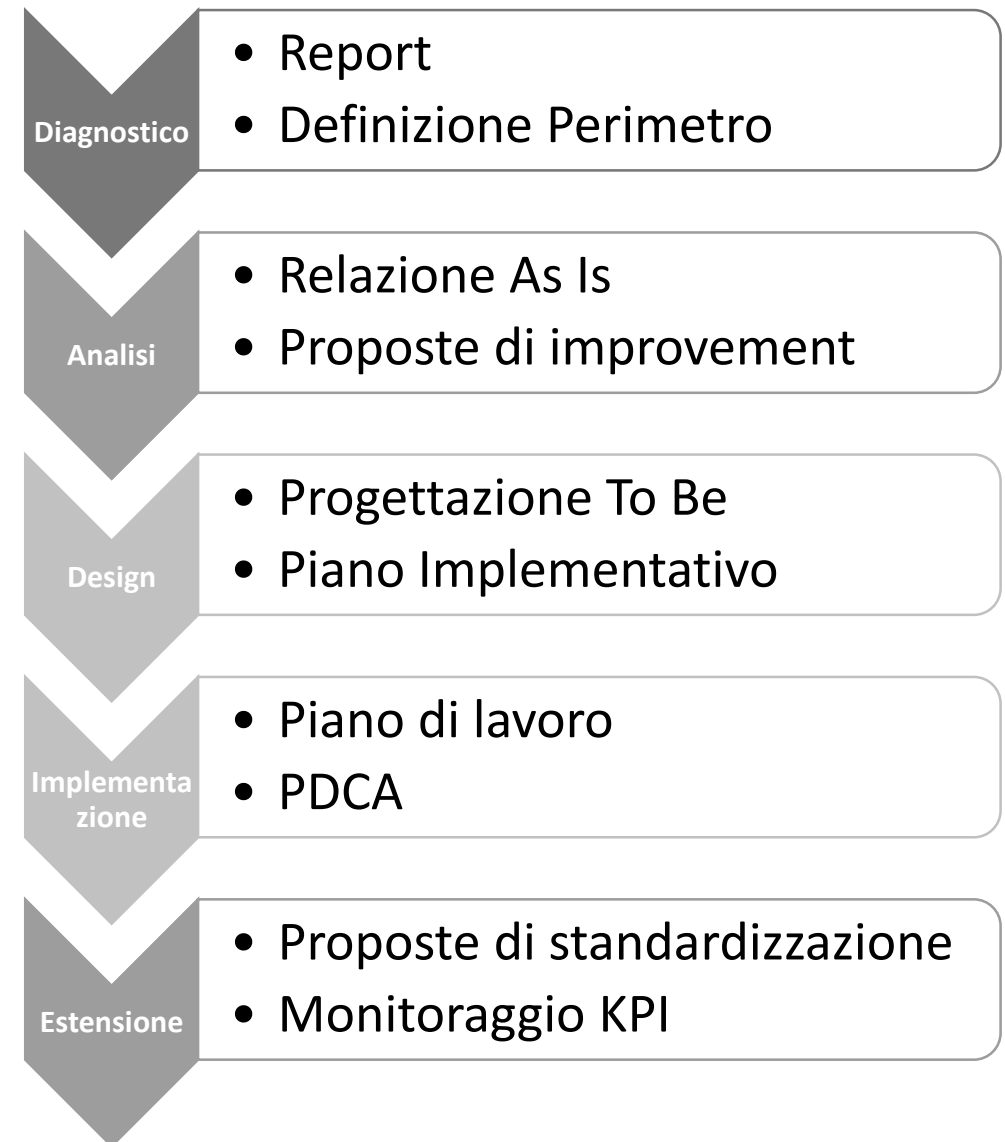 Diagnostico
• Report
• Definizione Perimetro
Analisi
• Relazione As Is
• Proposte di improvement
Design
• Progettazione To Be
• Piano Implementativo
Implementa
zione
• Piano di lavoro
• PDCA
Estensione
• Proposte di standardizzazione
• Monitoraggio KPI